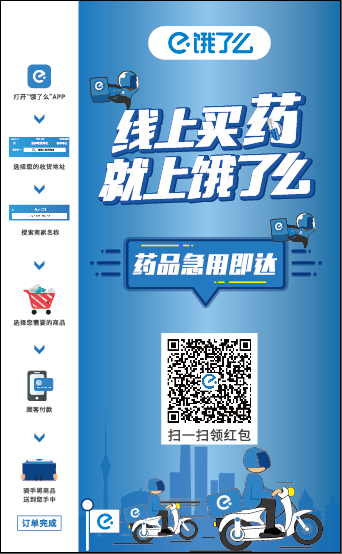 打开“饿了么”APP
选择您的收货地址
搜索商家名称
选择您需要的商品
顾客付款
骑手将商品
送到您手中
订单完成
饿了么
线上买药
就上饿了么
药品急用即达
扫一扫领红包